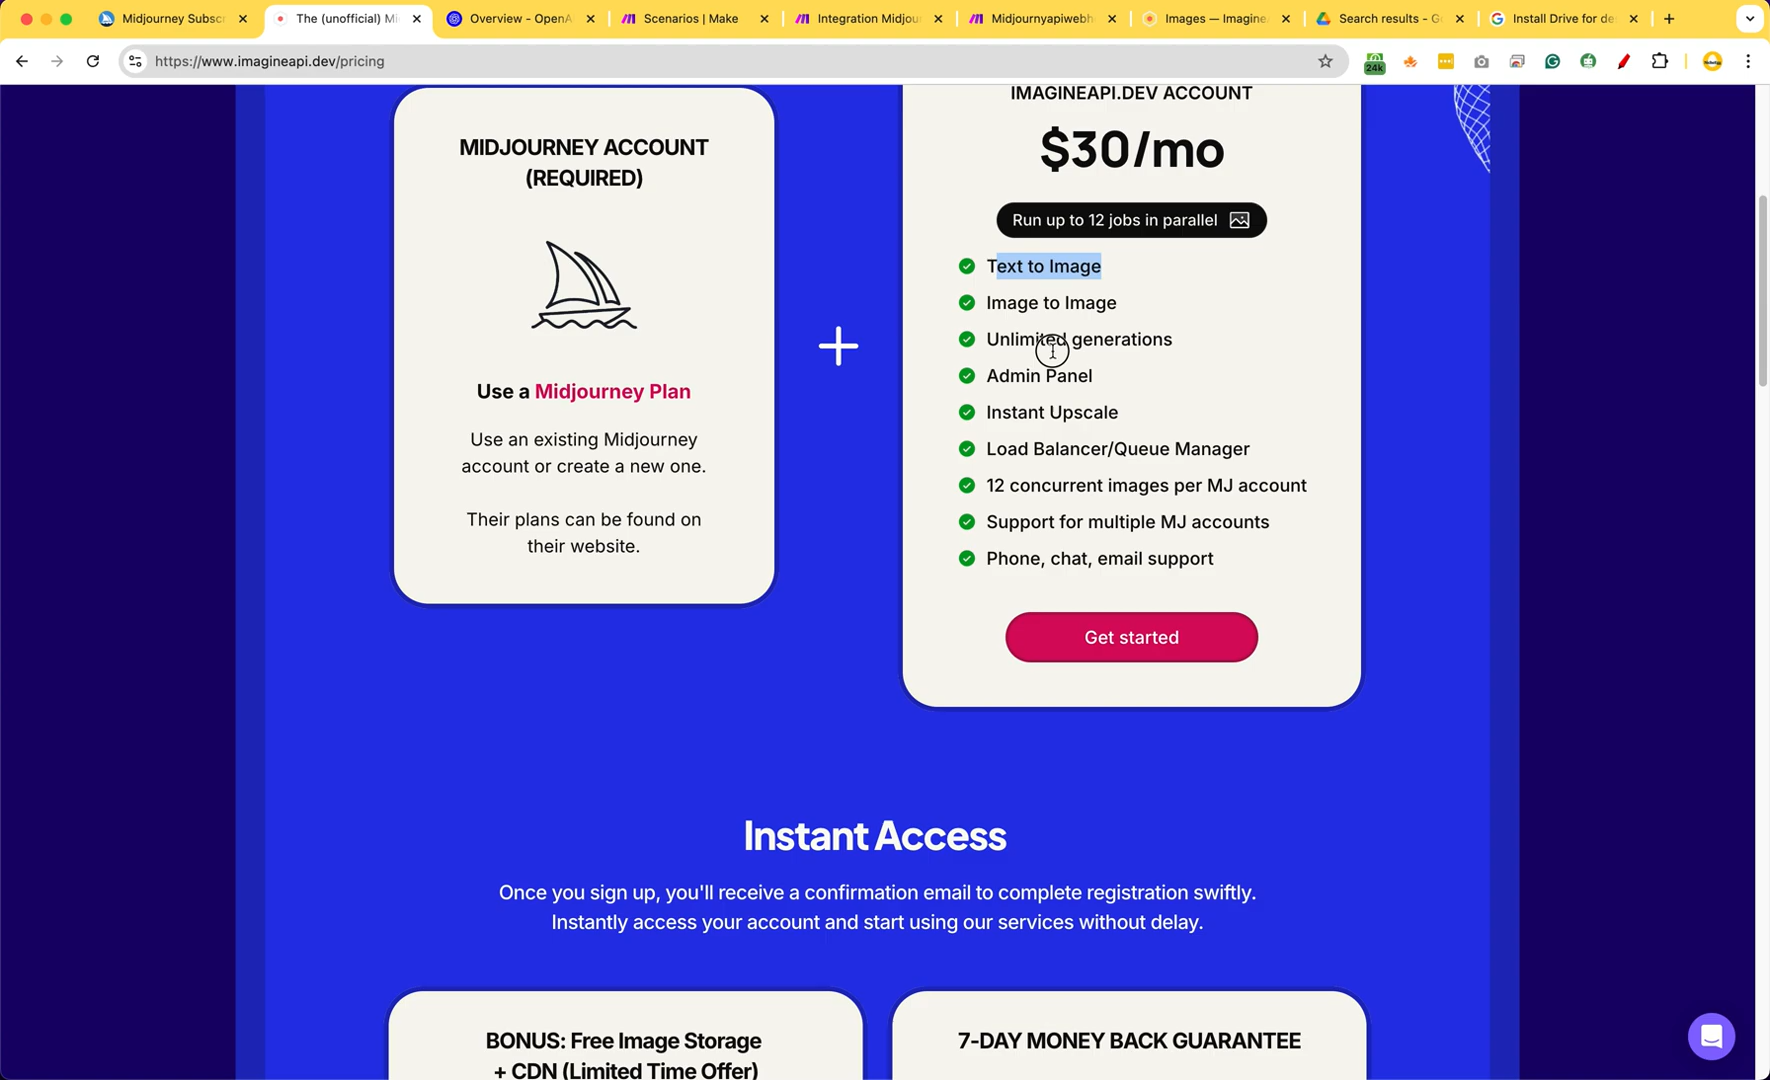 Midjourney Subscr
The (unofficial) Mi
Overview - OpenA
Scenarios | Make
Integration Midjou
Midjournyapiwebh
Images — Imagine
Search results - G
Install Drive for de
https://www.imagineapi.dev/pricing
24k
MIDJOURNEY ACCOUNT
(REQUIRED)
Use a Midjourney Plan
Use an existing Midjourney
account or create a new one.
Their plans can be found on
their website.
IMAGINEAPI.DEV ACCOUNT
$30/mo
Run up to 12 jobs in parallel
Text to Image
Image to Image
Unlimited generations
Admin Panel
Instant Upscale
Load Balancer/Queue Manager
12 concurrent images per MJ account
Support for multiple MJ accounts
Phone, chat, email support
Get started
Instant Access
Once you sign up, you'll receive a confirmation email to complete registration swiftly.
Instantly access your account and start using our services without delay.
BONUS: Free Image Storage
+ CDN (Limited Time Offer)
7-DAY MONEY BACK GUARANTEE